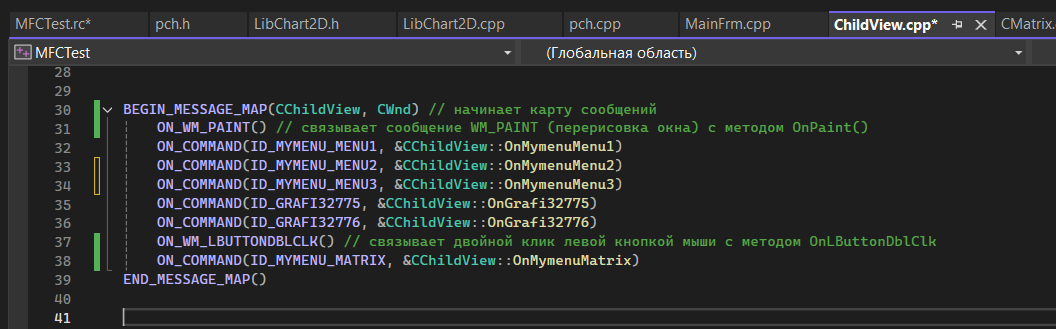 MFCTest.rc* pch.h LibChart2D.h LibChart2D.cpp pch.cpp MainFrm.cpp ChildView.cpp* CMatrix.
MFCTest (Глобальная область)
28
29
30 BEGIN_MESSAGE_MAP(CChildView, CWnd) // начинает карту сообщений
31 ON_WM_PAINT() // связывает сообщение WM_PAINT (перерисовка окна) с методом OnPaint()
32 ON_COMMAND(ID_MYMENU_MENU1, &CChildView::OnMymenuMenu1)
33 ON_COMMAND(ID_MYMENU_MENU2, &CChildView::OnMymenuMenu2)
34 ON_COMMAND(ID_MYMENU_MENU3, &CChildView::OnMymenuMenu3)
35 ON_COMMAND(ID_GRAFI32775, &CChildView::OnGrafi32775)
36 ON_COMMAND(ID_GRAFI32776, &CChildView::OnGrafi32776)
37 ON_WM_LBUTTONDBLCLK() // связывает двойной клик левой кнопкой мыши с методом OnLButtonDblClk
38 ON_COMMAND(ID_MYMENU_MATRIX, &CChildView::OnMymenuMatrix)
39 END_MESSAGE_MAP()
40
41